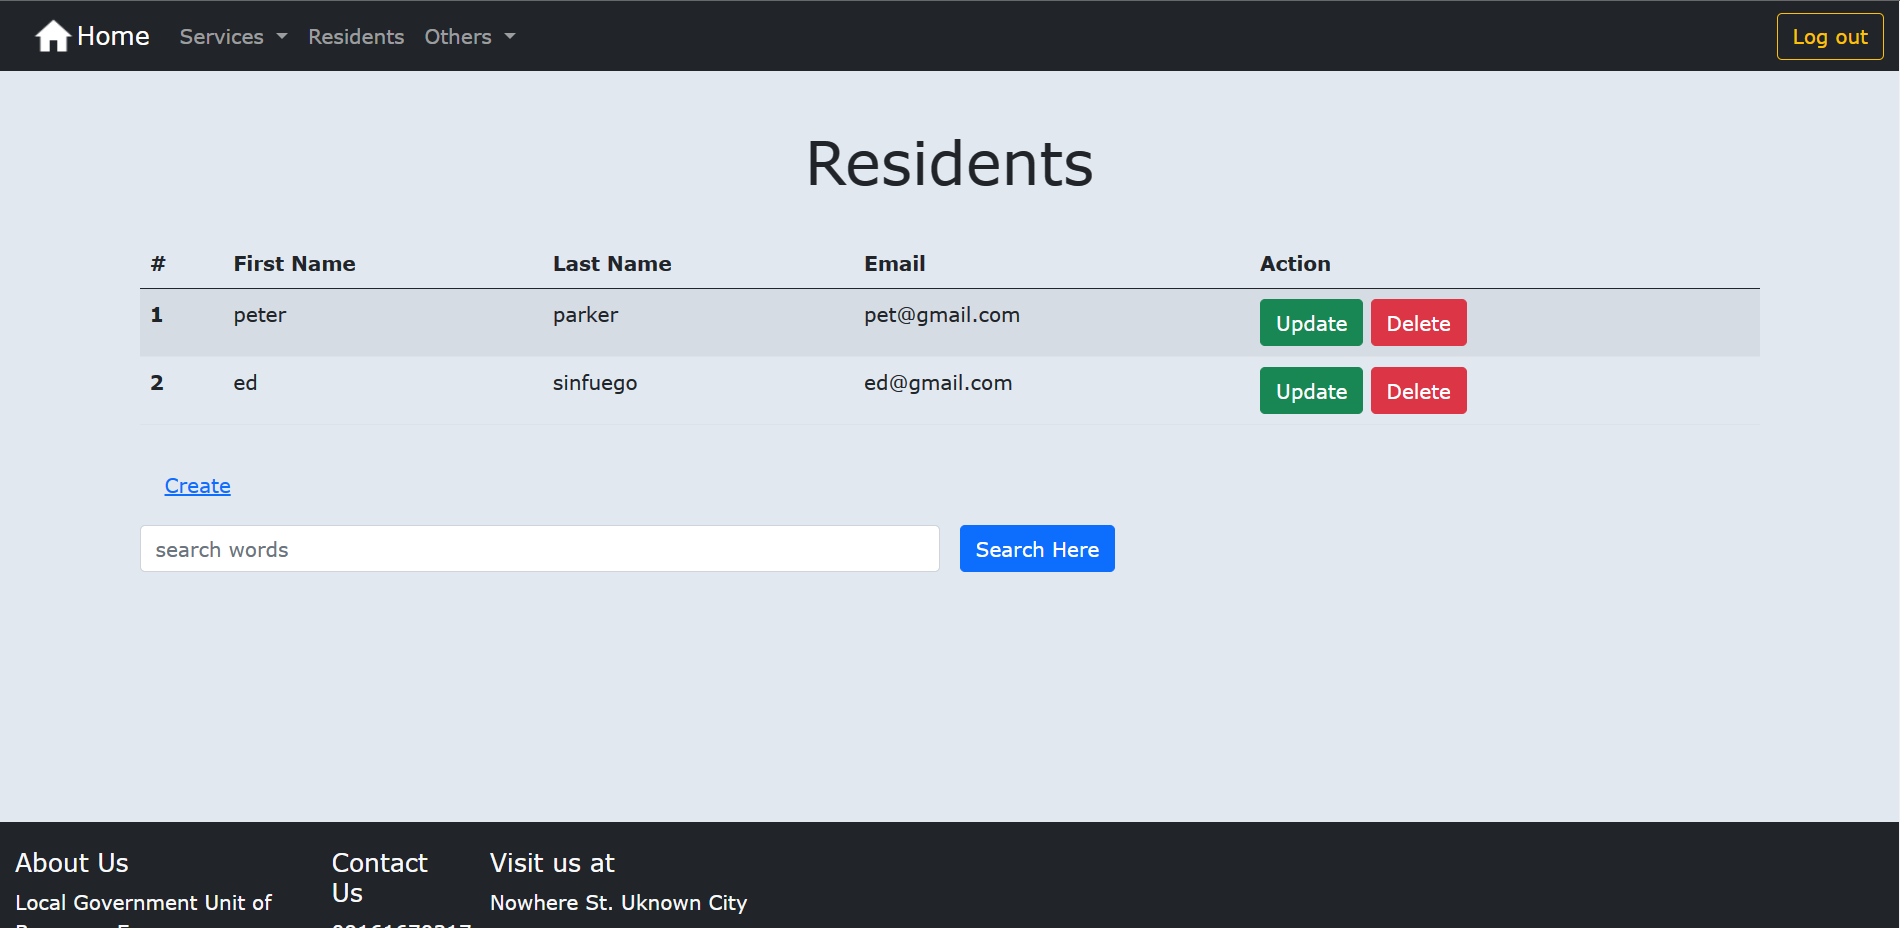 Home Services Residents Others Log out
Residents
# First Name Last Name Email Action
1 peter parker pet@gmail.com Update Delete
2 ed sinfuego ed@gmail.com Update Delete
Create
search words Search Here
About Us Contact Us Visit us at
Local Government Unit of Nowhere St. Uknown City